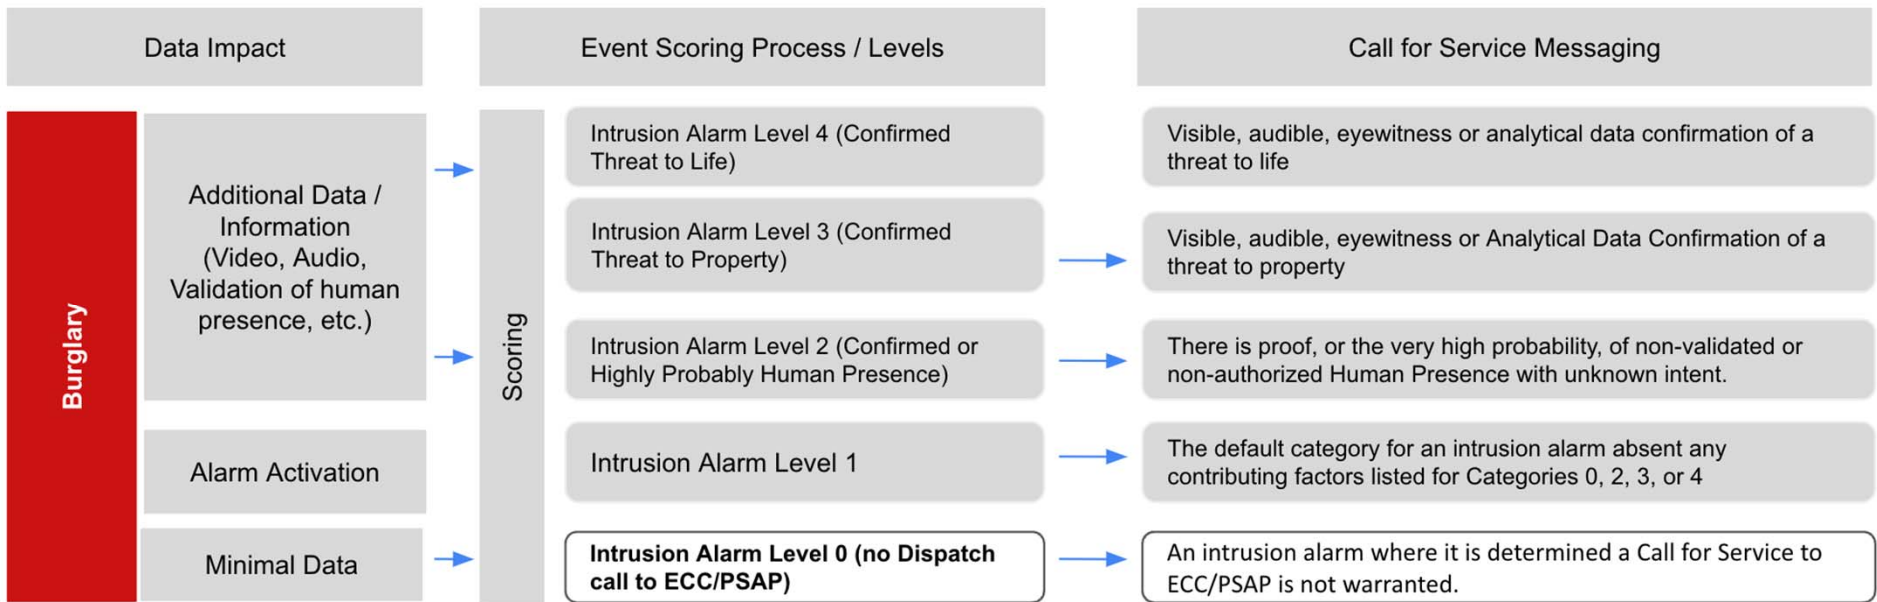 Data Impact
Event Scoring Process / Levels
Call for Service Messaging
Burglary
Additional Data /
Information
(Video, Audio,
Validation of human
presence, etc.)
Alarm Activation
Minimal Data
Scoring
Intrusion Alarm Level 4 (Confirmed
Threat to Life)
Intrusion Alarm Level 3 (Confirmed
Threat to Property)
Intrusion Alarm Level 2 (Confirmed or
Highly Probably Human Presence)
Intrusion Alarm Level 1
Intrusion Alarm Level 0 (no Dispatch
call to ECC/PSAP)
Visible, audible, eyewitness or analytical data confirmation of a
threat to life
Visible, audible, eyewitness or Analytical Data Confirmation of a
threat to property
There is proof, or the very high probability, of non-validated or
non-authorized Human Presence with unknown intent.
The default category for an intrusion alarm absent any
contributing factors listed for Categories 0, 2, 3, or 4
An intrusion alarm where it is determined a Call for Service to
ECC/PSAP is not warranted.